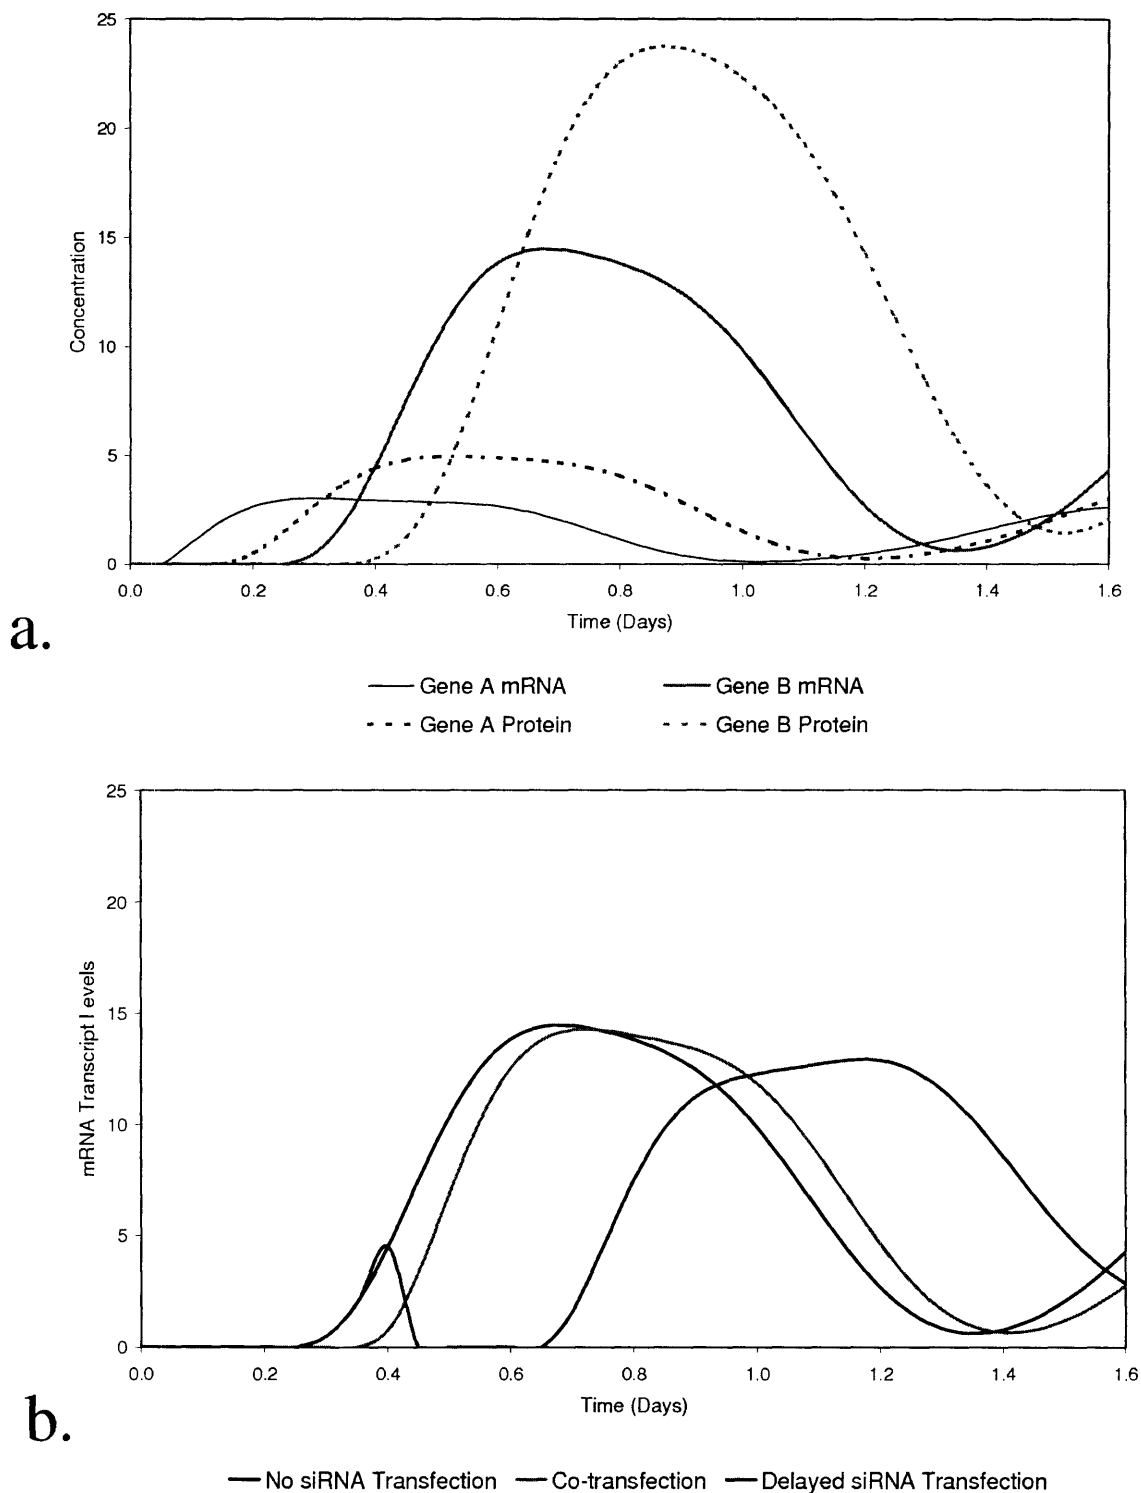 25
20
15
10
5
0
Concentration
0.0 0.2 0.4 0.6 0.8 1.0 1.2 1.4 1.6
Time (Days)
a.
Gene A mRNA Gene B mRNA
Gene A Protein Gene B Protein
25
20
15
10
5
0
mRNA Transcript l evels
0.0 0.2 0.4 0.6 0.8 1.0 1.2 1.4 1.6
Time (Days)
b.
No siRNA Transfection Co-transfection Delayed siRNA Transfection